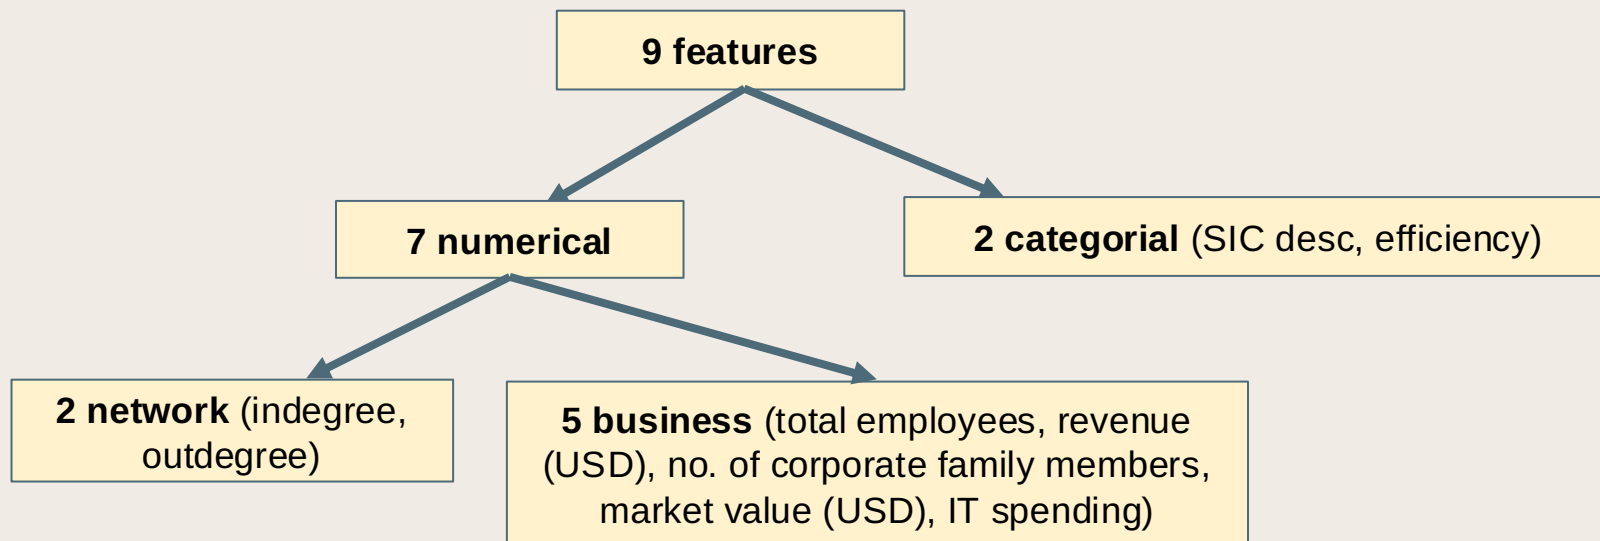 9 features
7 numerical
2 categorial (SIC desc, efficiency)
2 network (indegree,
outdegree)
5 business (total employees, revenue
(USD), no. of corporate family members,
market value (USD), IT spending)